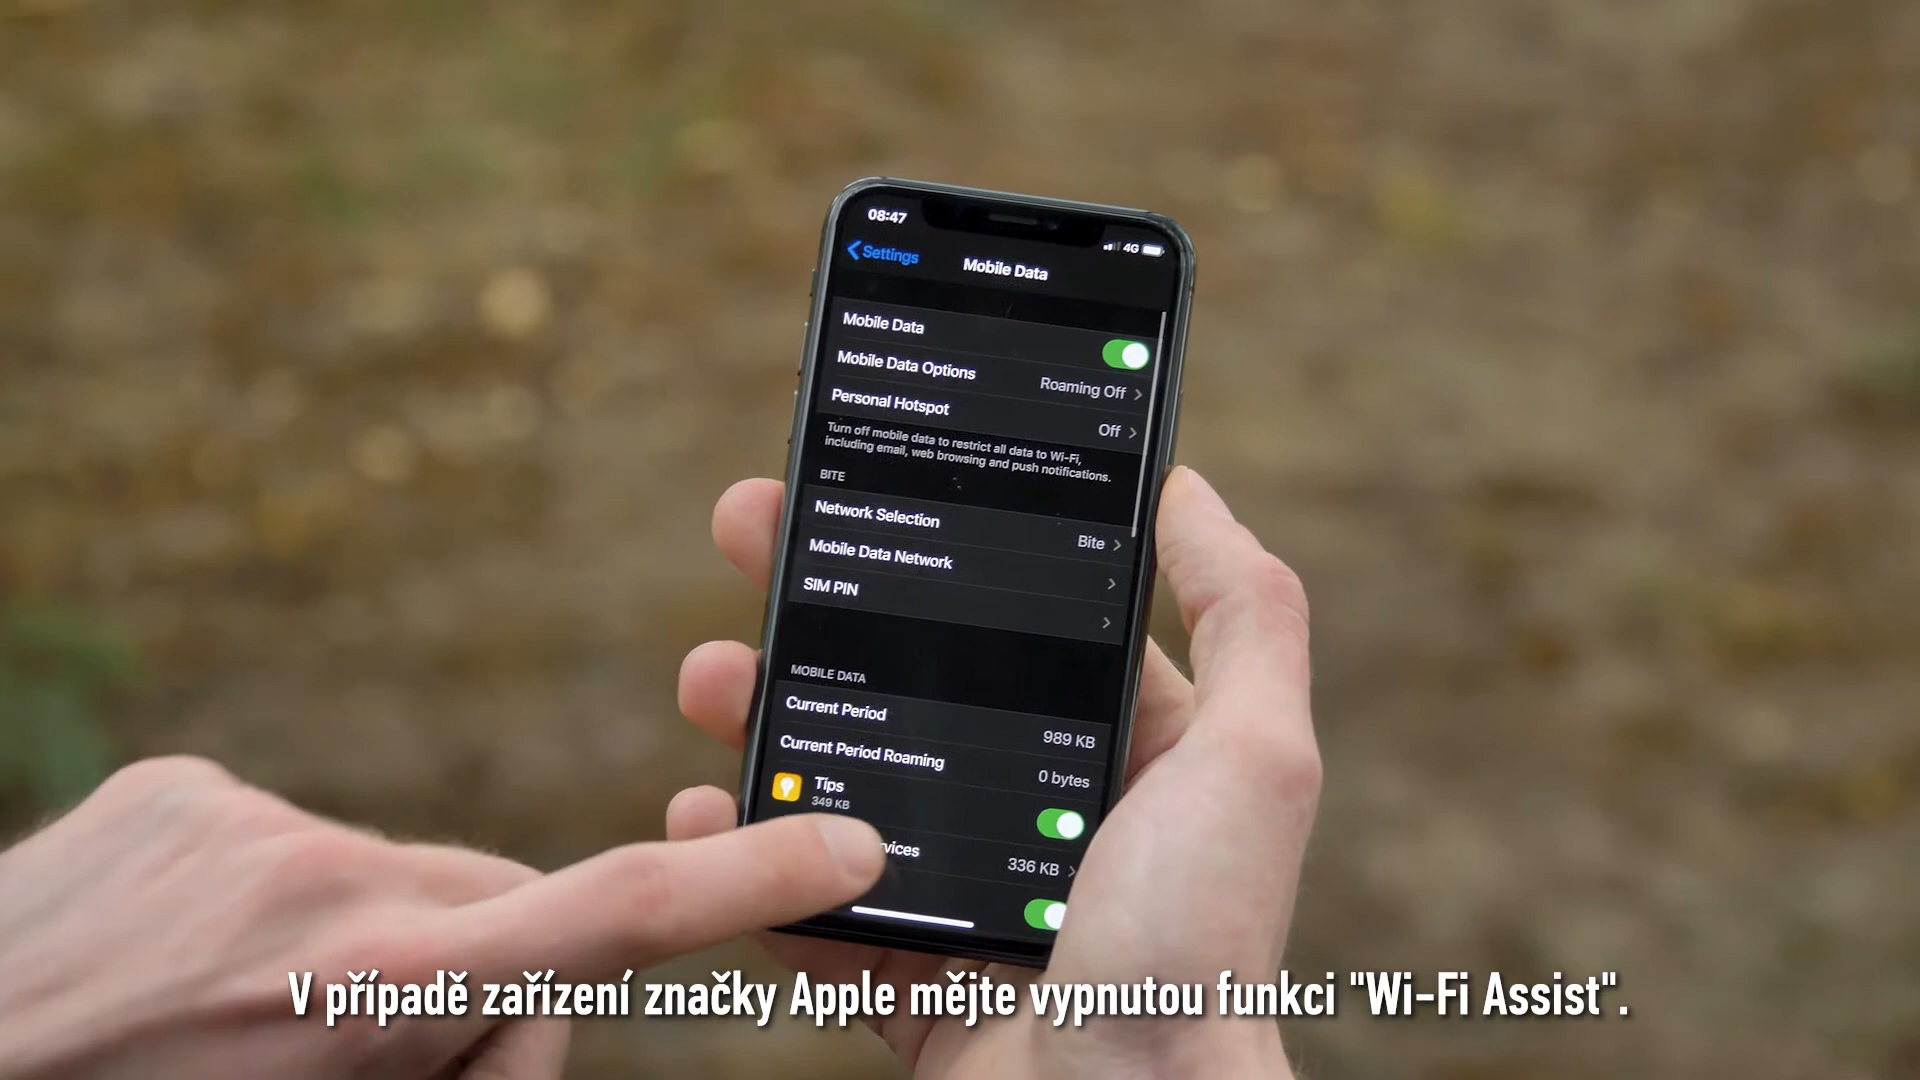 08:47
4G
Settings
Mobile Data
Mobile Data
Mobile Data Options
Roaming Off
Personal Hotspot
Off
Turn off mobile data to restrict all data to Wi-Fi,
including email, web browsing and push notifications.
BITE
Network Selection
Bite
Mobile Data Network
SIM PIN
MOBILE DATA
Current Period
989 KB
Current Period Roaming
0 bytes
Tips
349 KB
336 KB
V případě zařízení značky Apple mějte vypnutou funkci "Wi-Fi Assist".